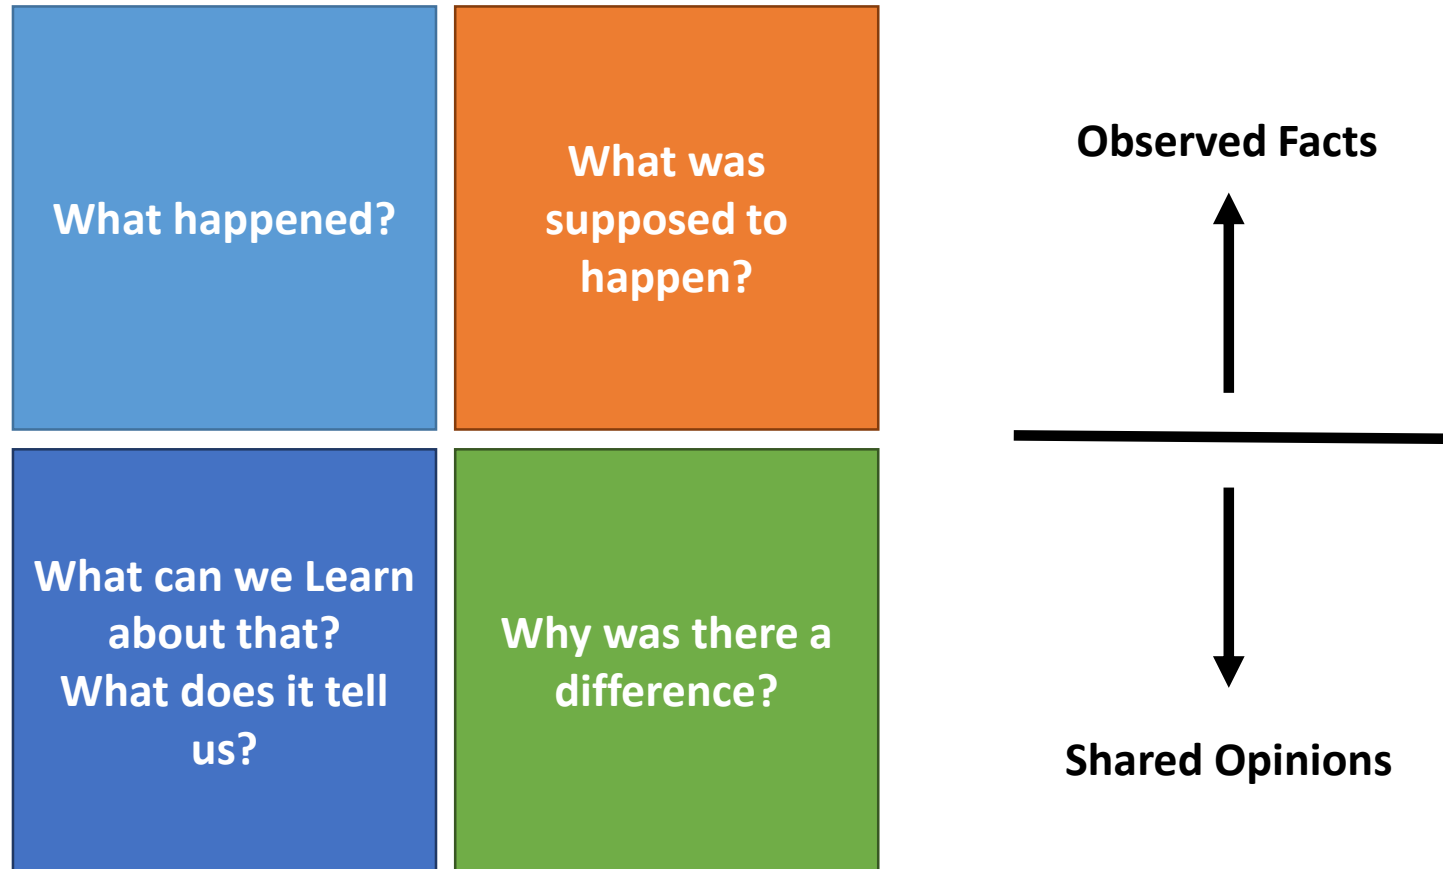 What happened?
What was
supposed to
happen?
What can we Learn
about that?
What does it tell
us?
Why was there a
difference?
Observed Facts
Shared Opinions